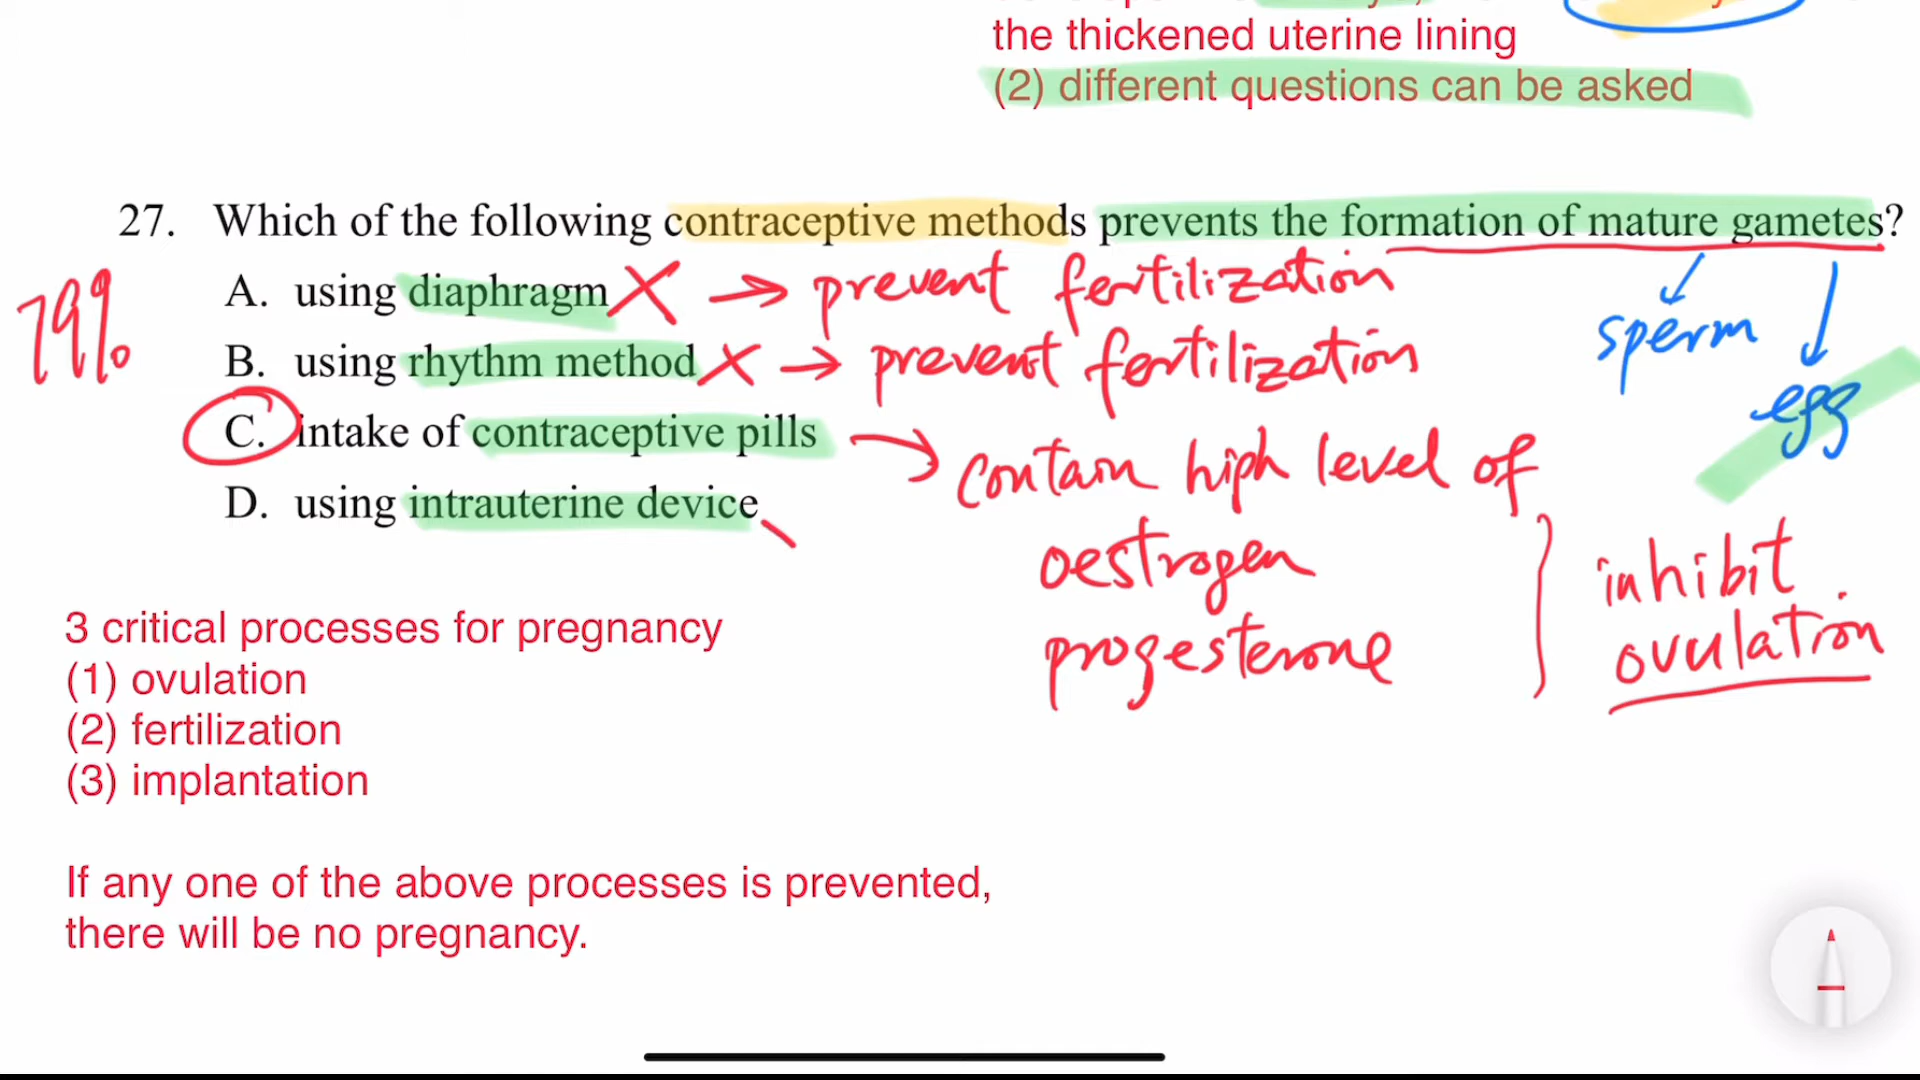 the thickened uterine lining
(2) different questions can be asked
27. Which of the following contraceptive methods prevents the formation of mature gametes?
A. using diaphragm X → prevent fertilization
sperm
79%
B. using rhythm method X → prevent fertilization
egg
C. intake of contraceptive pills → contain high level of
D. using intrauterine device
oestrogen
progesterone
inhibit
ovulation
3 critical processes for pregnancy
(1) ovulation
(2) fertilization
(3) implantation
If any one of the above processes is prevented,
there will be no pregnancy.